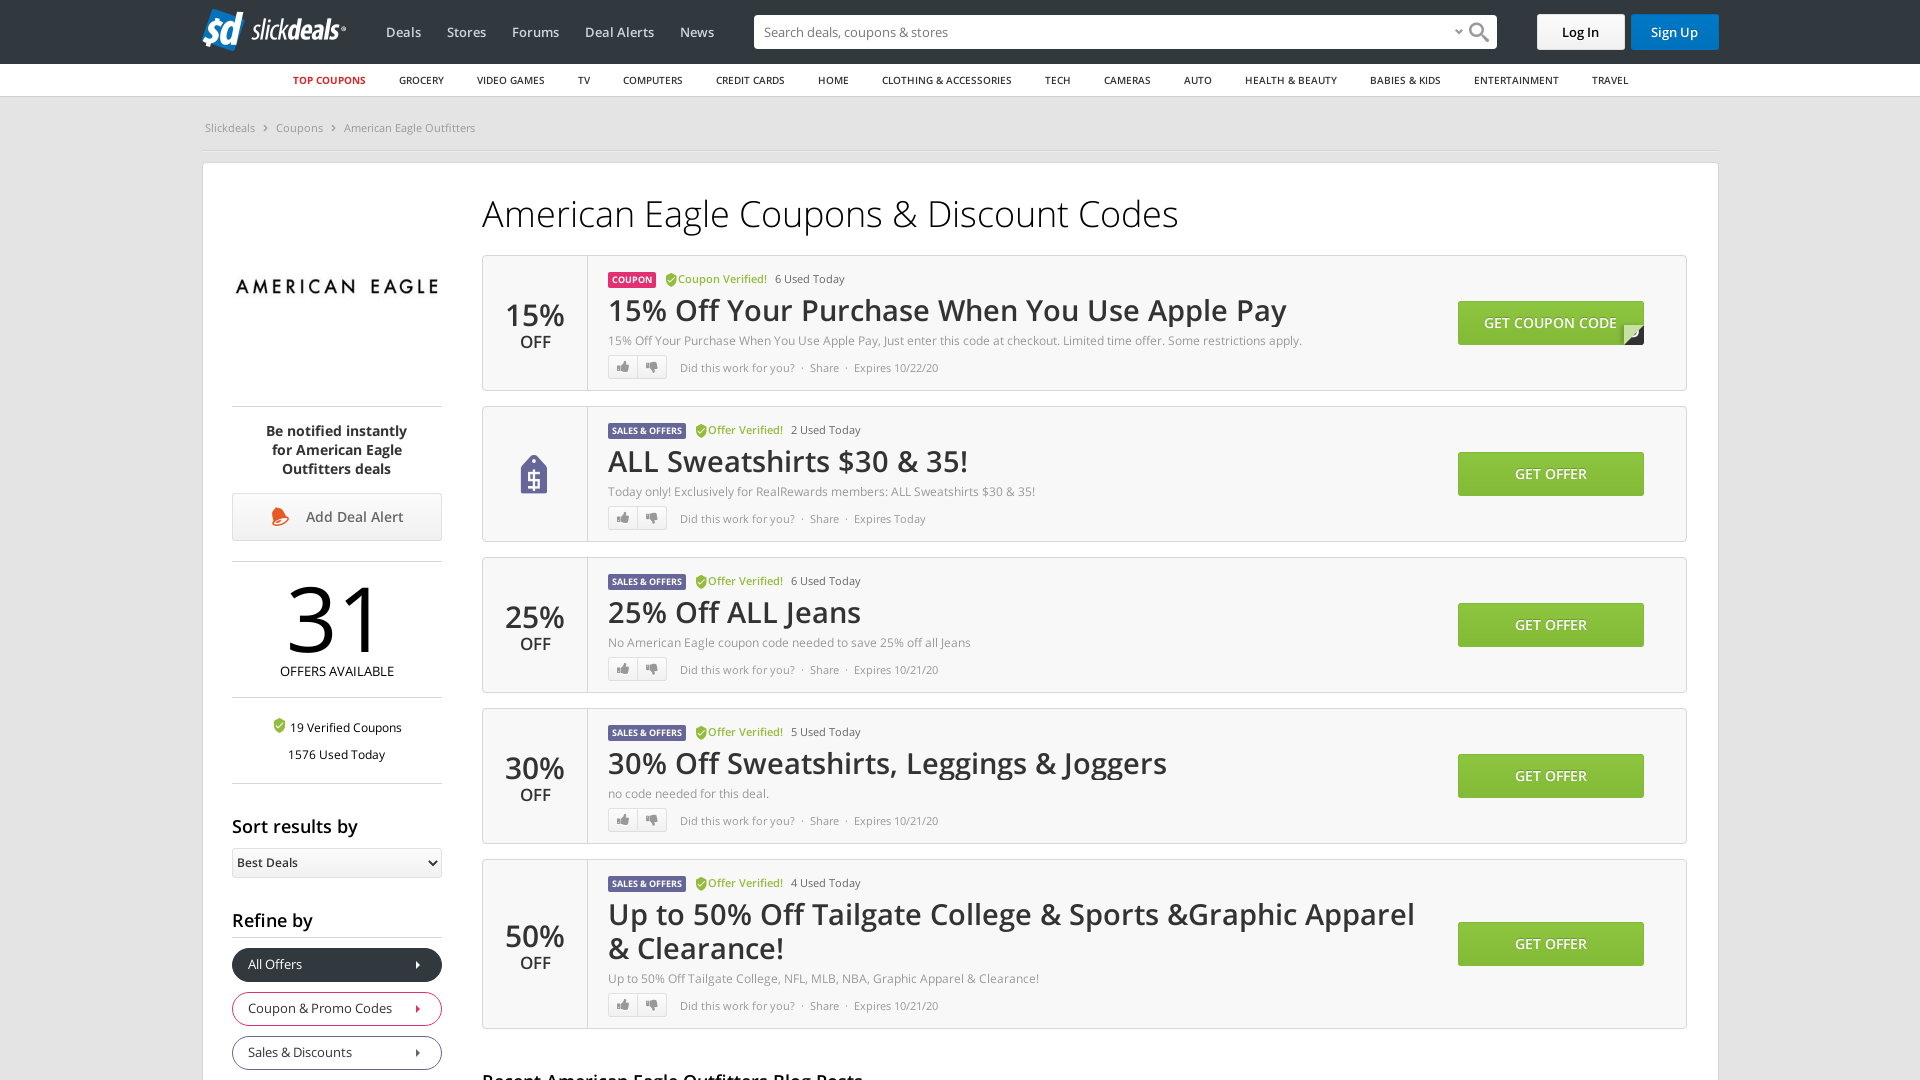 sd slickdeals
Deals
Stores
Forums
Deal Alerts
News
Search deals, coupons & stores
Log In
Sign Up
TOP COUPONS
GROCERY
VIDEO GAMES
TV
COMPUTERS
CREDIT CARDS
HOME
CLOTHING & ACCESSORIES
TECH
CAMERAS
AUTO
HEALTH & BEAUTY
BABIES & KIDS
ENTERTAINMENT
TRAVEL
Slickdeals
Coupons
American Eagle Outfitters
AMERICAN EAGLE
Be notified instantly
for American Eagle
Outfitters deals
Add Deal Alert
31
OFFERS AVAILABLE
19 Verified Coupons
1576 Used Today
Sort results by
Best Deals
Refine by
All Offers
Coupon & Promo Codes
Sales & Discounts
American Eagle Coupons & Discount Codes
15%
OFF
COUPON Coupon Verified! 6 Used Today
15% Off Your Purchase When You Use Apple Pay
15% Off Your Purchase When You Use Apple Pay, Just enter this code at checkout. Limited time offer. Some restrictions apply.
Did this work for you? · Share · Expires 10/22/20
GET COUPON CODE
$
SALES & OFFERS Offer Verified! 2 Used Today
ALL Sweatshirts $30 & 35!
Today only! Exclusively for RealRewards members: ALL Sweatshirts $30 & 35!
Did this work for you? · Share · Expires Today
GET OFFER
25%
OFF
SALES & OFFERS Offer Verified! 6 Used Today
25% Off ALL Jeans
No American Eagle coupon code needed to save 25% off all Jeans
Did this work for you? · Share · Expires 10/21/20
GET OFFER
30%
OFF
SALES & OFFERS Offer Verified! 5 Used Today
30% Off Sweatshirts, Leggings & Joggers
no code needed for this deal.
Did this work for you? · Share · Expires 10/21/20
GET OFFER
50%
OFF
SALES & OFFERS Offer Verified! 4 Used Today
Up to 50% Off Tailgate College & Sports &Graphic Apparel
& Clearance!
Up to 50% Off Tailgate College, NFL, MLB, NBA, Graphic Apparel & Clearance!
Did this work for you? · Share · Expires 10/21/20
GET OFFER
Recent American Eagle Outfitters Blog Posts